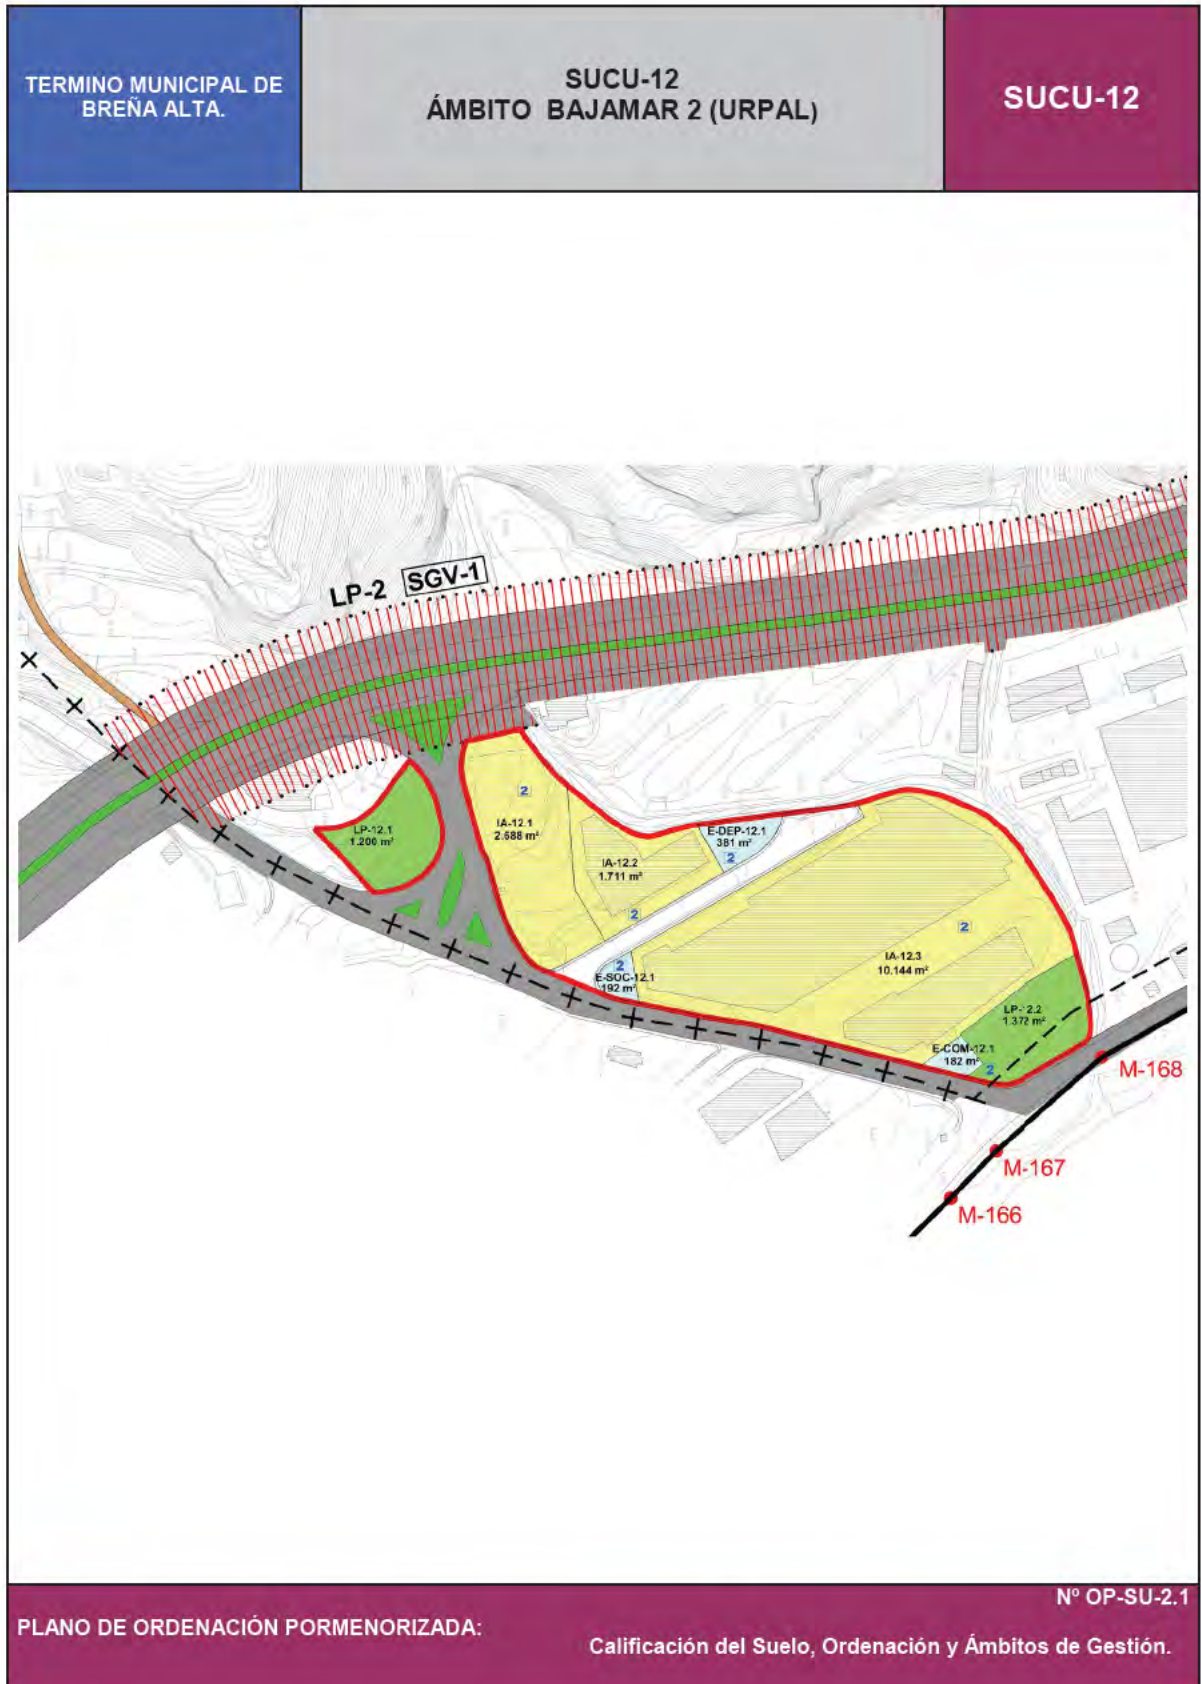 TERMINO MUNICIPAL DE
BREÑA ALTA.
SUCU-12
ÁMBITO BAJAMAR 2 (URPAL)
SUCU-12
LP-2
SGV-1
LP-12.1
1.200 m²
2
IA-12.1
2.688 m²
IA-12.2
1.711 m²
2
E-DEP-12.1
381 m²
2
2
E-SOC-12.1
192 m²
2
IA-12.3
10.144 m²
LP-12.2
1.372 m²
E-COM-12.1
182 m²
2
M-168
M-167
M-166
Nº OP-SU-2.1
PLANO DE ORDENACIÓN PORMENORIZADA:
Calificación del Suelo, Ordenación y Ámbitos de Gestión.